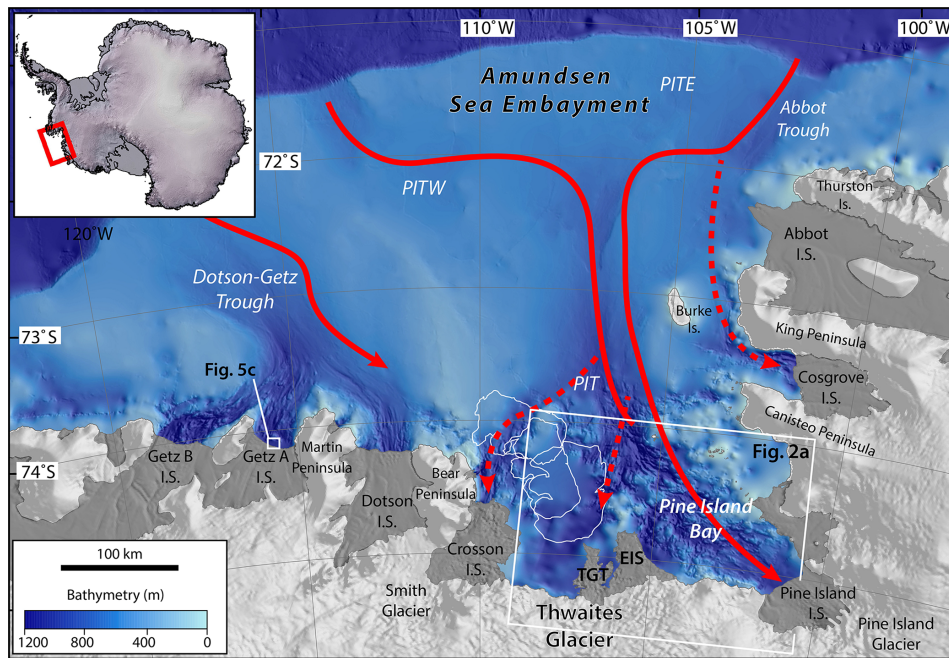 110°W
105°W
100°W
Amundsen
Sea Embayment
PITE
Abbot
Trough
72°S
PITW
Thurston
Is.
120°W
Abbot
I.S.
Dotson-Getz
Trough
Burke
Is.
King Peninsula
73°S
Fig. 5c
PIT
Cosgrove
I.S.
Canisteo Peninsula
Fig. 2a
Getz B
I.S.
Getz A
I.S.
Martin
Peninsula
74°S
Bear
Peninsula
Dotson
I.S.
Pine Island
Bay
100 km
Crosson
I.S.
EIS
TGT
Bathymetry (m)
Smith
Glacier
Thwaites
Glacier
Pine Island
I.S.
Pine Island
Glacier
1200
800
400
0